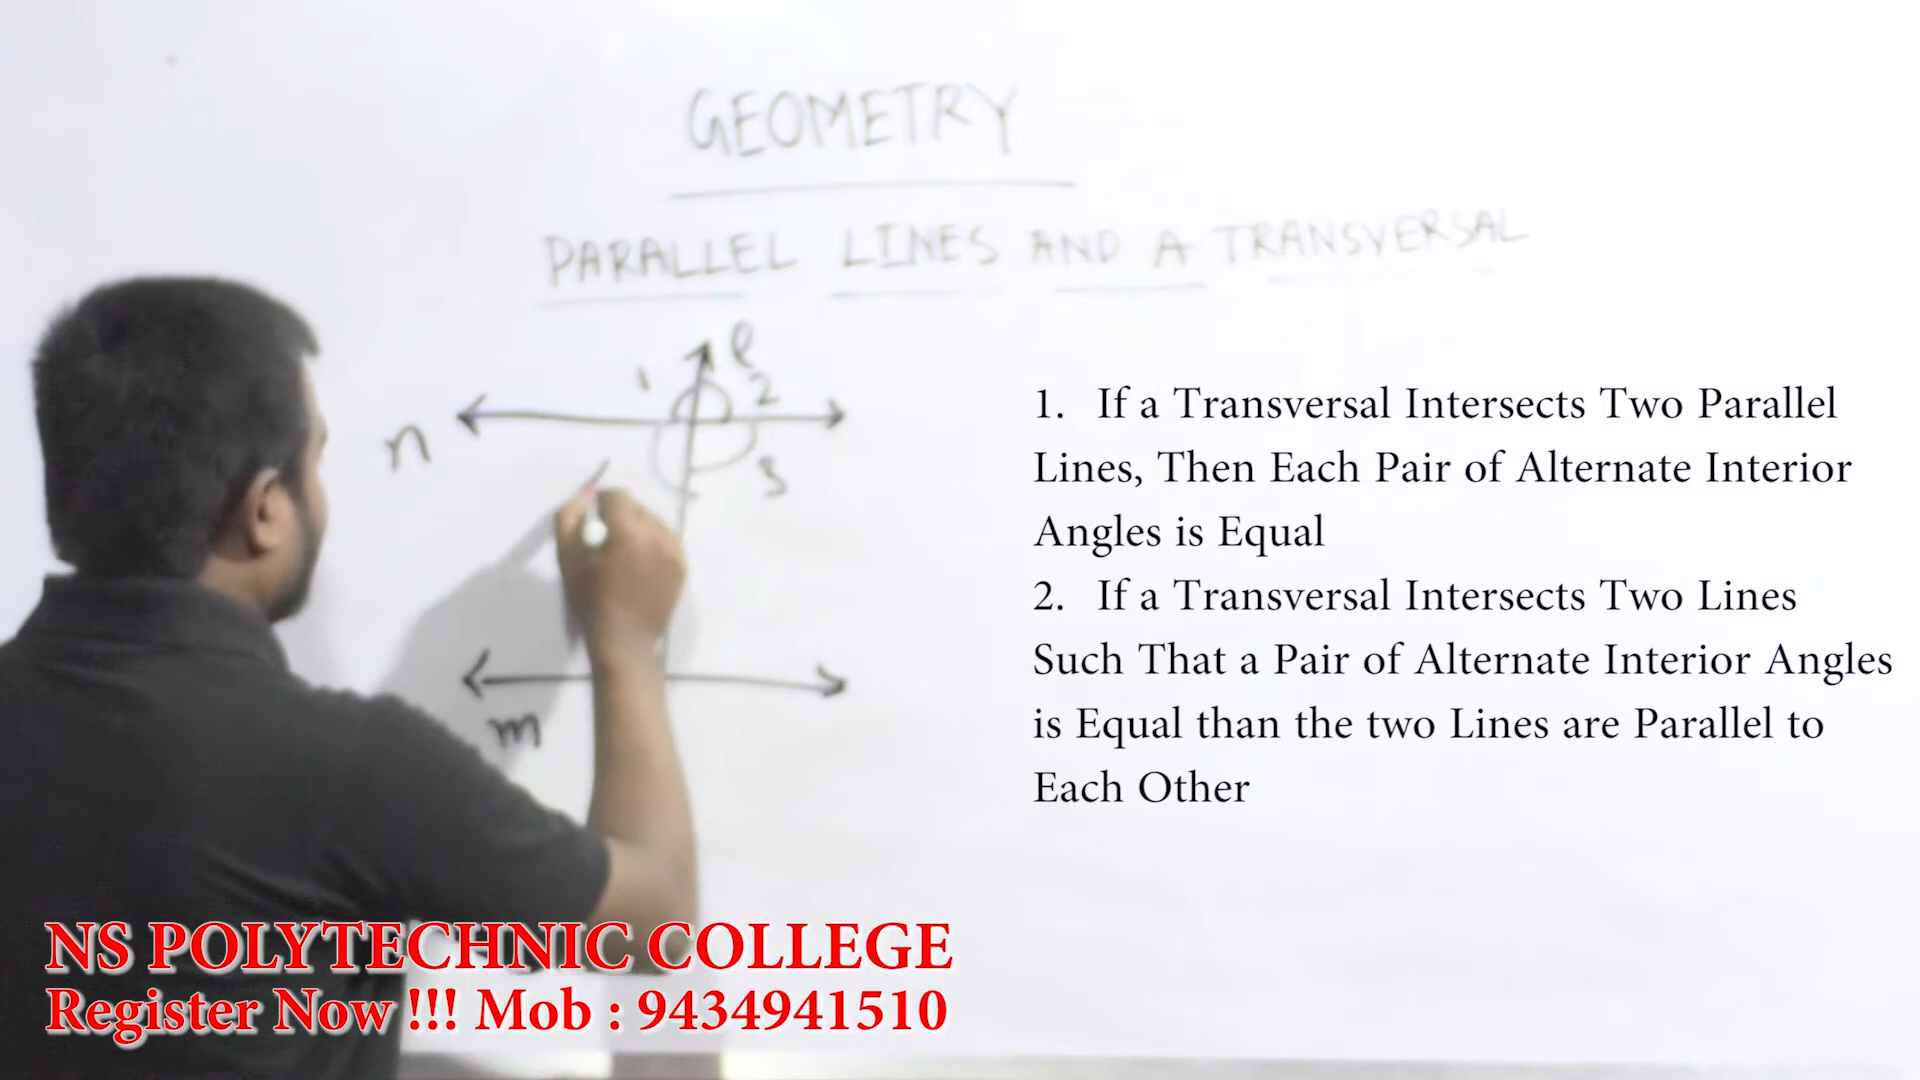 GEOMETRY
PARALLEL LINES AND A TRANSVERSAL
l
1
2
n
3
m
1. If a Transversal Intersects Two Parallel
Lines, Then Each Pair of Alternate Interior
Angles is Equal
2. If a Transversal Intersects Two Lines
Such That a Pair of Alternate Interior Angles
is Equal than the two Lines are Parallel to
Each Other
NS POLYTECHNIC COLLEGE
Register Now !!! Mob : 9434941510